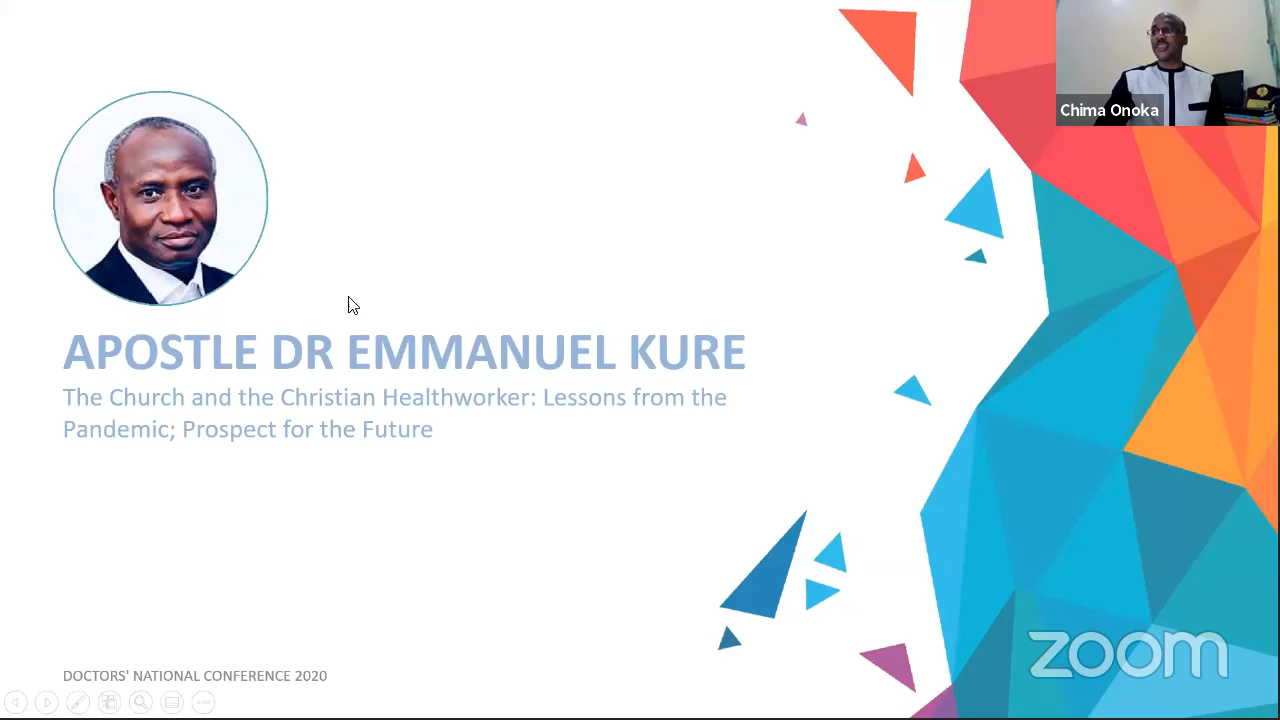 Chima Onoka
APOSTLE DR EMMANUEL KURE
The Church and the Christian Healthworker: Lessons from the
Pandemic; Prospect for the Future
zoom
DOCTORS' NATIONAL CONFERENCE 2020